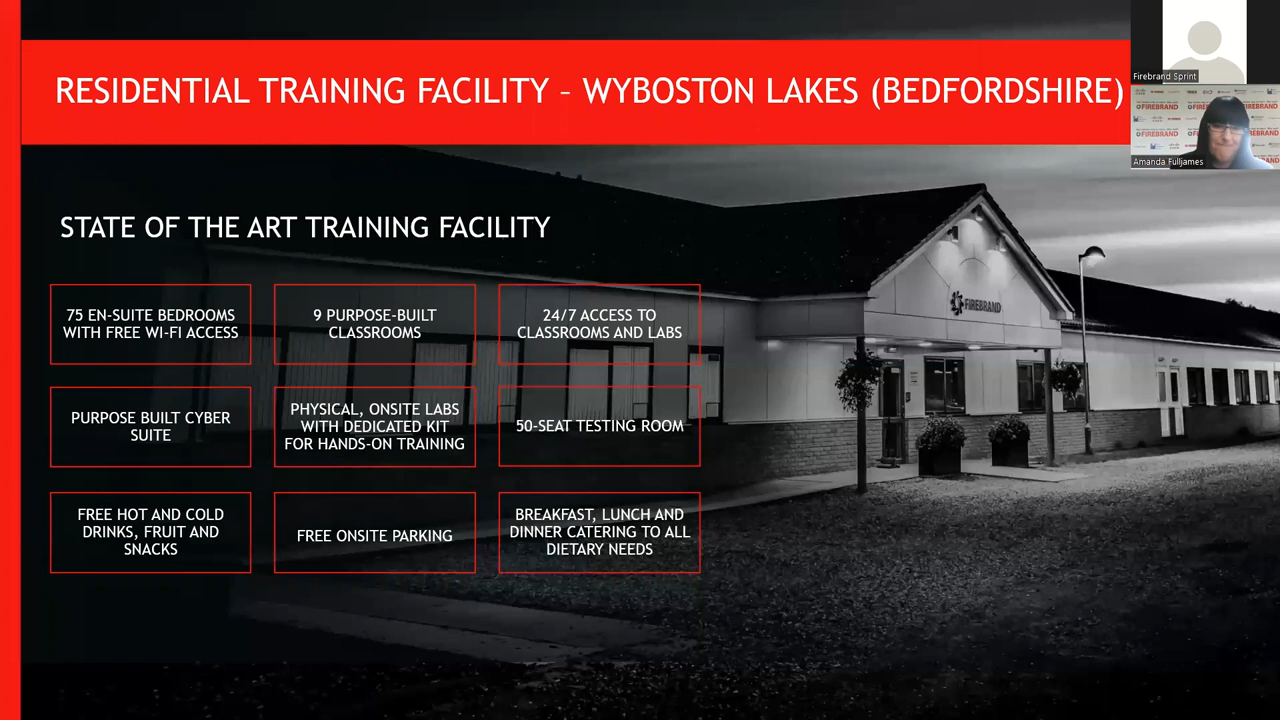 RESIDENTIAL TRAINING FACILITY – WYBOSTON LAKES (BEDFORDSHIRE)
Firebrand Sprint
FIREBRAND
FIREBRAND
Amanda Fulljames
STATE OF THE ART TRAINING FACILITY
75 EN-SUITE BEDROOMS
WITH FREE WI-FI ACCESS
9 PURPOSE-BUILT
CLASSROOMS
24/7 ACCESS TO
CLASSROOMS AND LABS
FIREBRAND
PURPOSE BUILT CYBER
SUITE
PHYSICAL, ONSITE LABS
WITH DEDICATED KIT
FOR HANDS-ON TRAINING
50-SEAT TESTING ROOM
FREE HOT AND COLD
DRINKS, FRUIT AND
SNACKS
FREE ONSITE PARKING
BREAKFAST, LUNCH AND
DINNER CATERING TO ALL
DIETARY NEEDS